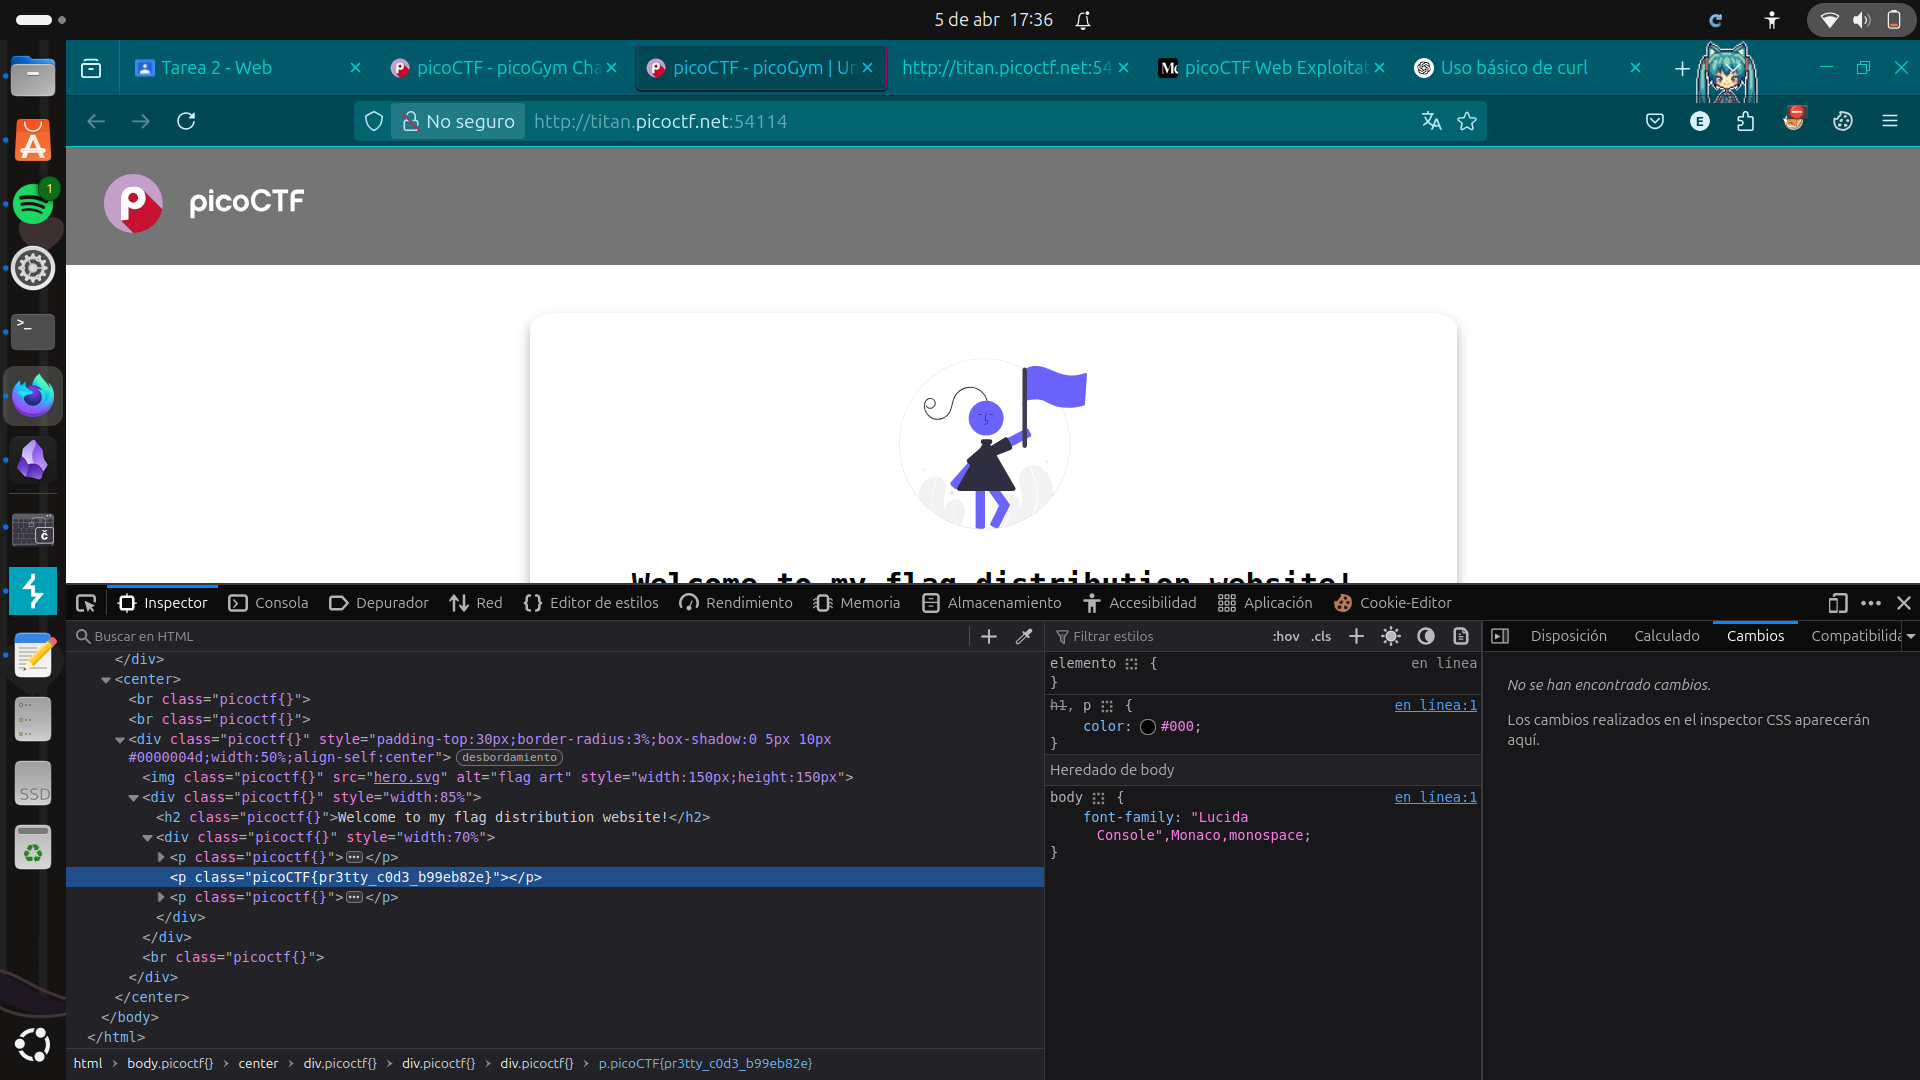 5 de abr 17:36
Tarea 2 - Web
picoCTF - picoGym Cha
picoCTF - picoGym | Un
http://titan.picoctf.net:54
Me
picoCTF Web Exploitat
Uso básico de curl
No seguro
http://titan.picoctf.net:54114
E
1
picoCTF
Welcome to my flag distribution website!
Inspector
Consola
Depurador
Red
Editor de estilos
Rendimiento
Memoria
Almacenamiento
Accesibilidad
Aplicación
Cookie-Editor
Buscar en HTML
</div>
<center>
<br class="picoctf{}">
<br class="picoctf{}">
<div class="picoctf{}" style="padding-top:30px;border-radius:3%;box-shadow:0 5px 10px
#0000004d;width:50%;align-self:center"> desbordamiento
<img class="picoctf{}" src="hero.svg" alt="flag art" style="width:150px;height:150px">
<div class="picoctf{}" style="width:85%">
<h2 class="picoctf{}">Welcome to my flag distribution website!</h2>
<div class="picoctf{}" style="width:70%">
<p class="picoctf{}">⋯</p>
<p class="picoCTF{pr3tty_c0d3_b99eb82e}"></p>
<p class="picoctf{}">⋯</p>
</div>
</div>
<br class="picoctf{}">
</div>
</center>
</body>
</html>
html > body.picoctf{} > center > div.picoctf{} > div.picoctf{} > div.picoctf{} > p.picoCTF{pr3tty_c0d3_b99eb82e}
Filtrar estilos
:hov .cls
elemento {
en línea
}
h1, p {
en línea:1
color: #000;
}
Heredado de body
body {
en línea:1
font-family: "Lucida
Console",Monaco,monospace;
}
Disposición
Calculado
Cambios
Compatibilida
No se han encontrado cambios.
Los cambios realizados en el inspector CSS aparecerán
aquí.
SSD